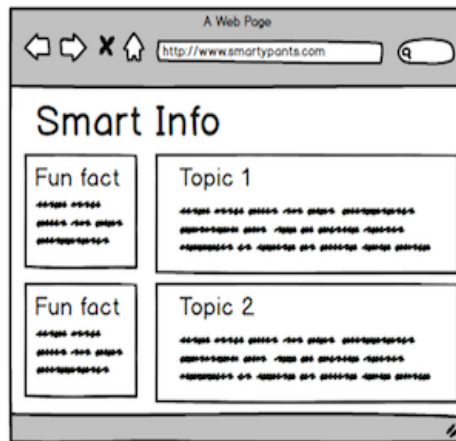 A Web Page
http://www.smartypants.com
Smart Info
Fun fact
Topic 1
Fun fact
Topic 2